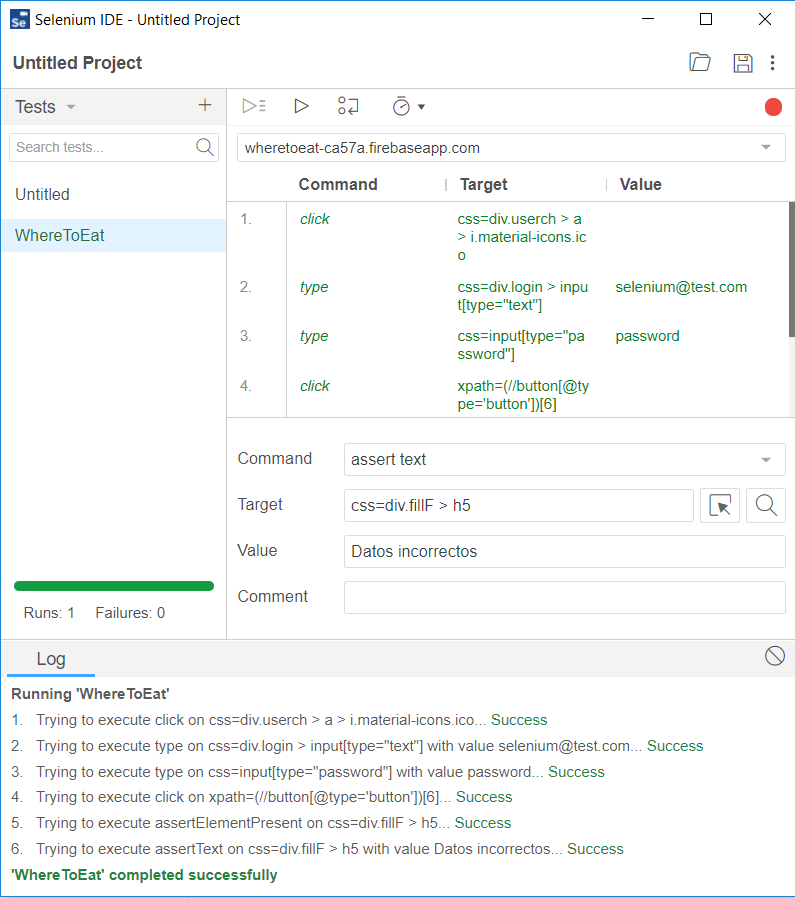 Se Selenium IDE - Untitled Project
Untitled Project
Tests
Search tests...
Untitled
WhereToEat
Runs: 1 Failures: 0
wheretoeat-ca57a.firebaseapp.com
Command Target Value
1. click css=div.userch > a
> i.material-icons.ic
o
2. type css=div.login > inpu selenium@test.com
t[type="text"]
3. type css=input[type="pa password
ssword"]
4. click xpath=(//button[@ty
pe='button'])[6]
Command assert text
Target css=div.fillF > h5
Value Datos incorrectos
Comment
Log
Running 'WhereToEat'
1. Trying to execute click on css=div.userch > a > i.material-icons.ico... Success
2. Trying to execute type on css=div.login > input[type="text"] with value selenium@test.com... Success
3. Trying to execute type on css=input[type="password"] with value password... Success
4. Trying to execute click on xpath=(//button[@type='button'])[6]... Success
5. Trying to execute assertElementPresent on css=div.fillF > h5... Success
6. Trying to execute assertText on css=div.fillF > h5 with value Datos incorrectos... Success
'WhereToEat' completed successfully